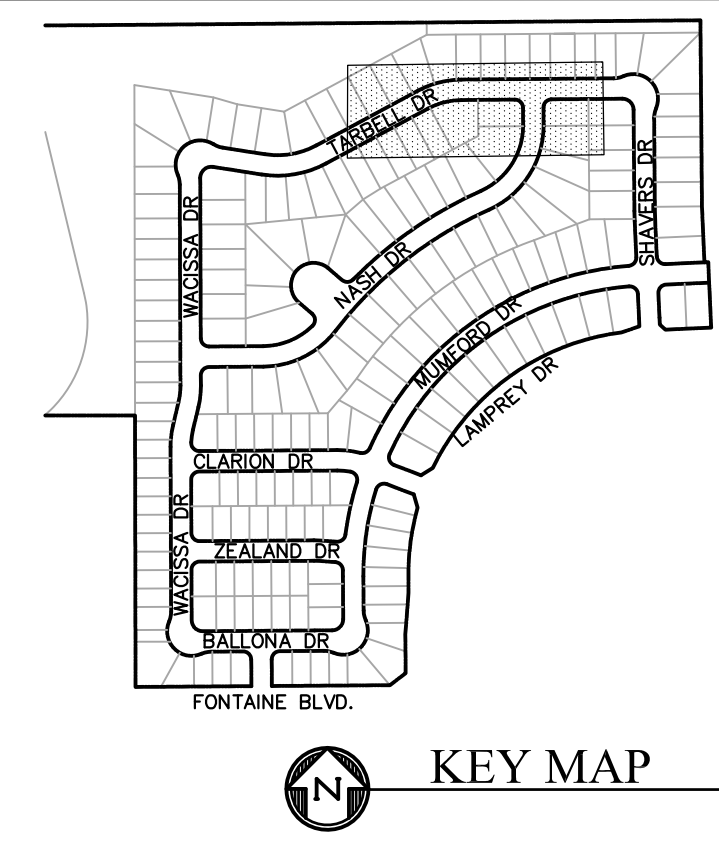 TARBELL DR
SHAVERS DR
WACISSA DR
NASH DR
MUMFORD DR
LAMPREY DR
CLARION DR
WACISSA DR
ZEALAND DR
BALLONA DR
FONTAINE BLVD.
N
KEY MAP